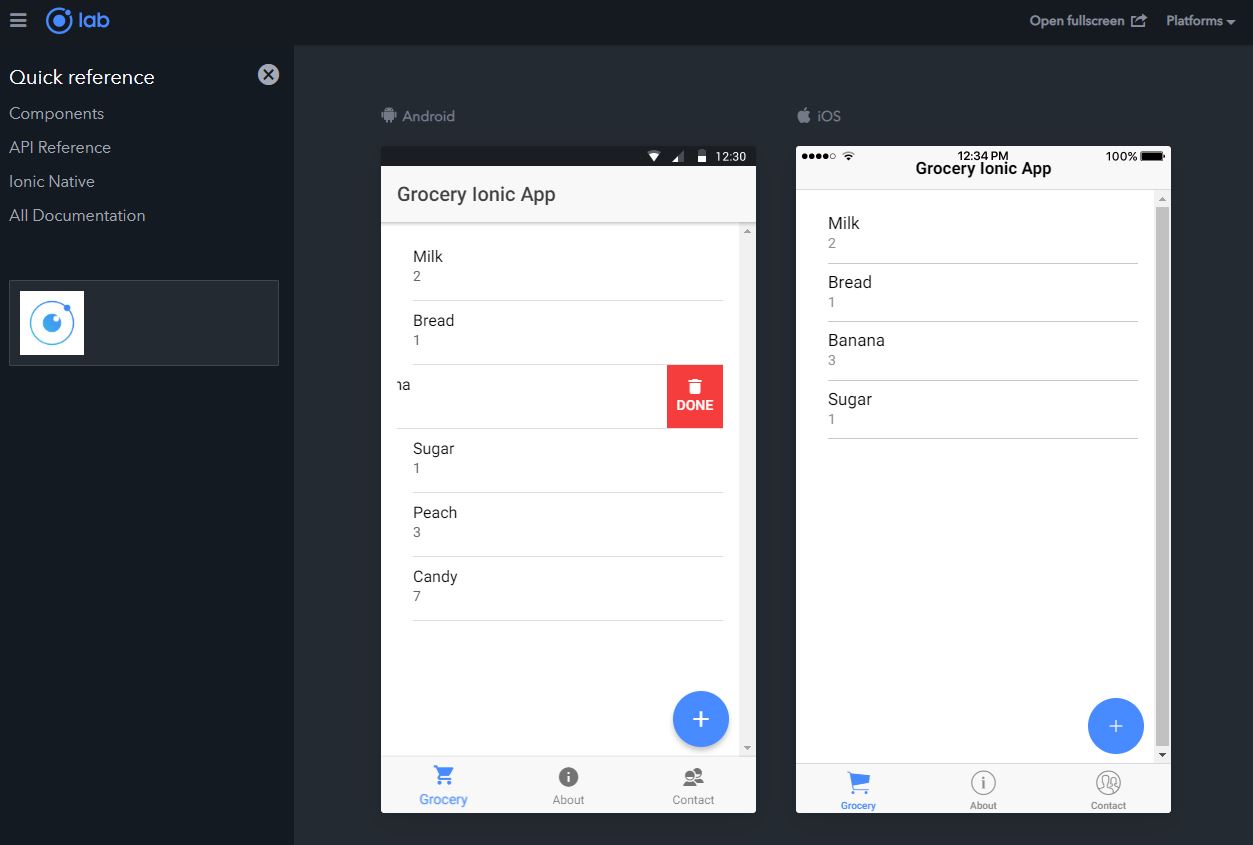 lab
Open fullscreen
Platforms
Quick reference
Components
API Reference
Ionic Native
All Documentation
Android
12:30
Grocery Ionic App
Milk
2
Bread
1
na
DONE
Sugar
1
Peach
3
Candy
7
+
Grocery
About
Contact
iOS
12:34 PM
100%
Grocery Ionic App
Milk
2
Bread
1
Banana
3
Sugar
1
+
Grocery
About
Contact